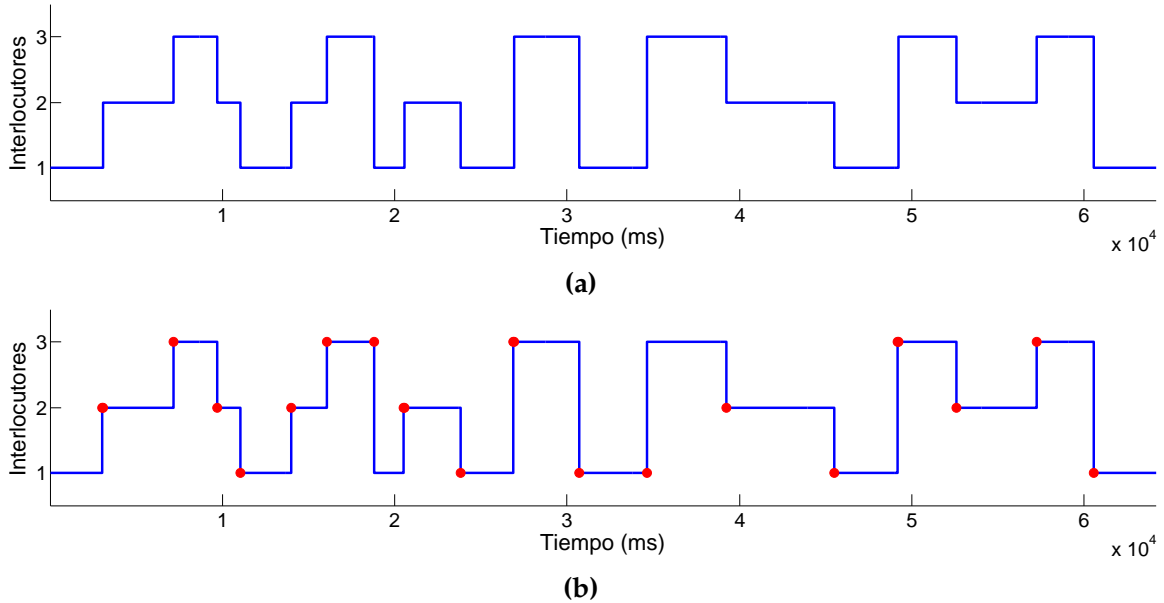 Interlocutores
3
2
1
1 2 3 4 5 6
Tiempo (ms)
x 10^4
(a)
Interlocutores
3
2
1
1 2 3 4 5 6
Tiempo (ms)
x 10^4
(b)